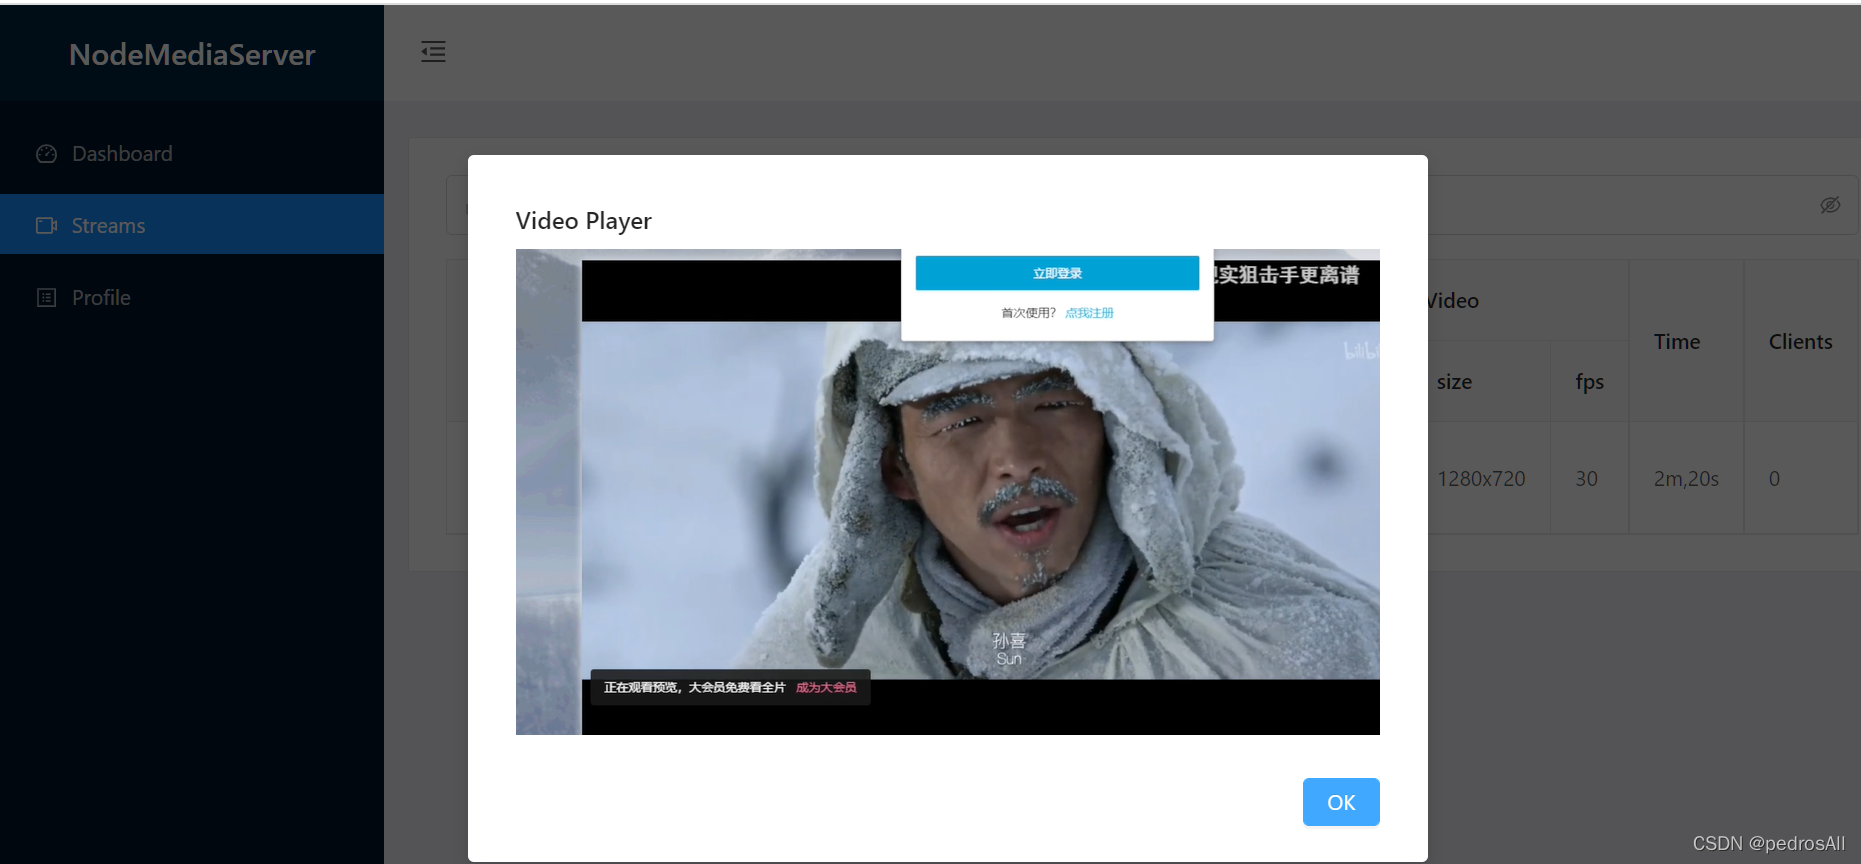 NodeMediaServer
Dashboard
Streams
Profile
Video Player
立即登录
实狙击手更离谱
首次使用? 点我注册
bilibi
孙喜
Sun
正在观看预览，大会员免费看全片 成为大会员
OK
Video
Time
Clients
size
fps
1280x720
30
2m,20s
0
CSDN @pedrosAll